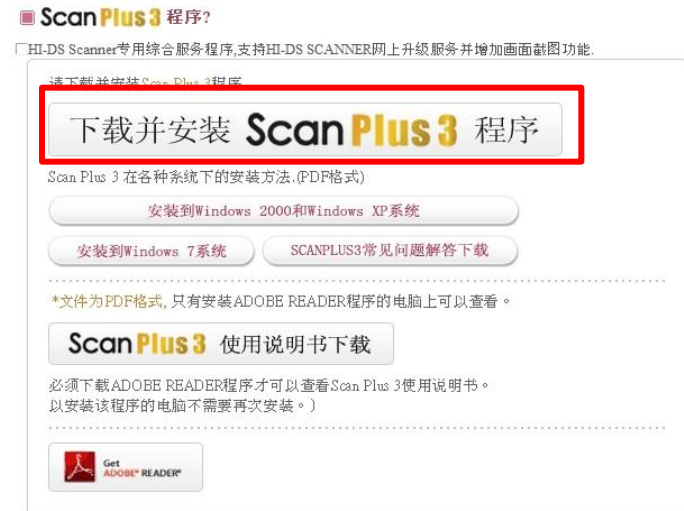 Scan Plus 3 程序?
HI-DS Scanner专用综合服务程序,支持HI-DS SCANNER网上升级服务并增加画面截图功能.
请下载并安装Scan Plus 3程序
下载并安装 Scan Plus 3 程序
Scan Plus 3 在各种系统下的安装方法.(PDF格式)
安装到Windows 2000和Windows XP系统
安装到Windows 7系统
SCANPLUS3常见问题解答下载
*文件为PDF格式, 只有安装ADOBE READER程序的电脑上可以查看。
Scan Plus 3 使用说明书下载
必须下载ADOBE READER程序才可以查看Scan Plus 3使用说明书。
以安装该程序的电脑不需要再次安装。)
Get
ADOBE® READER®